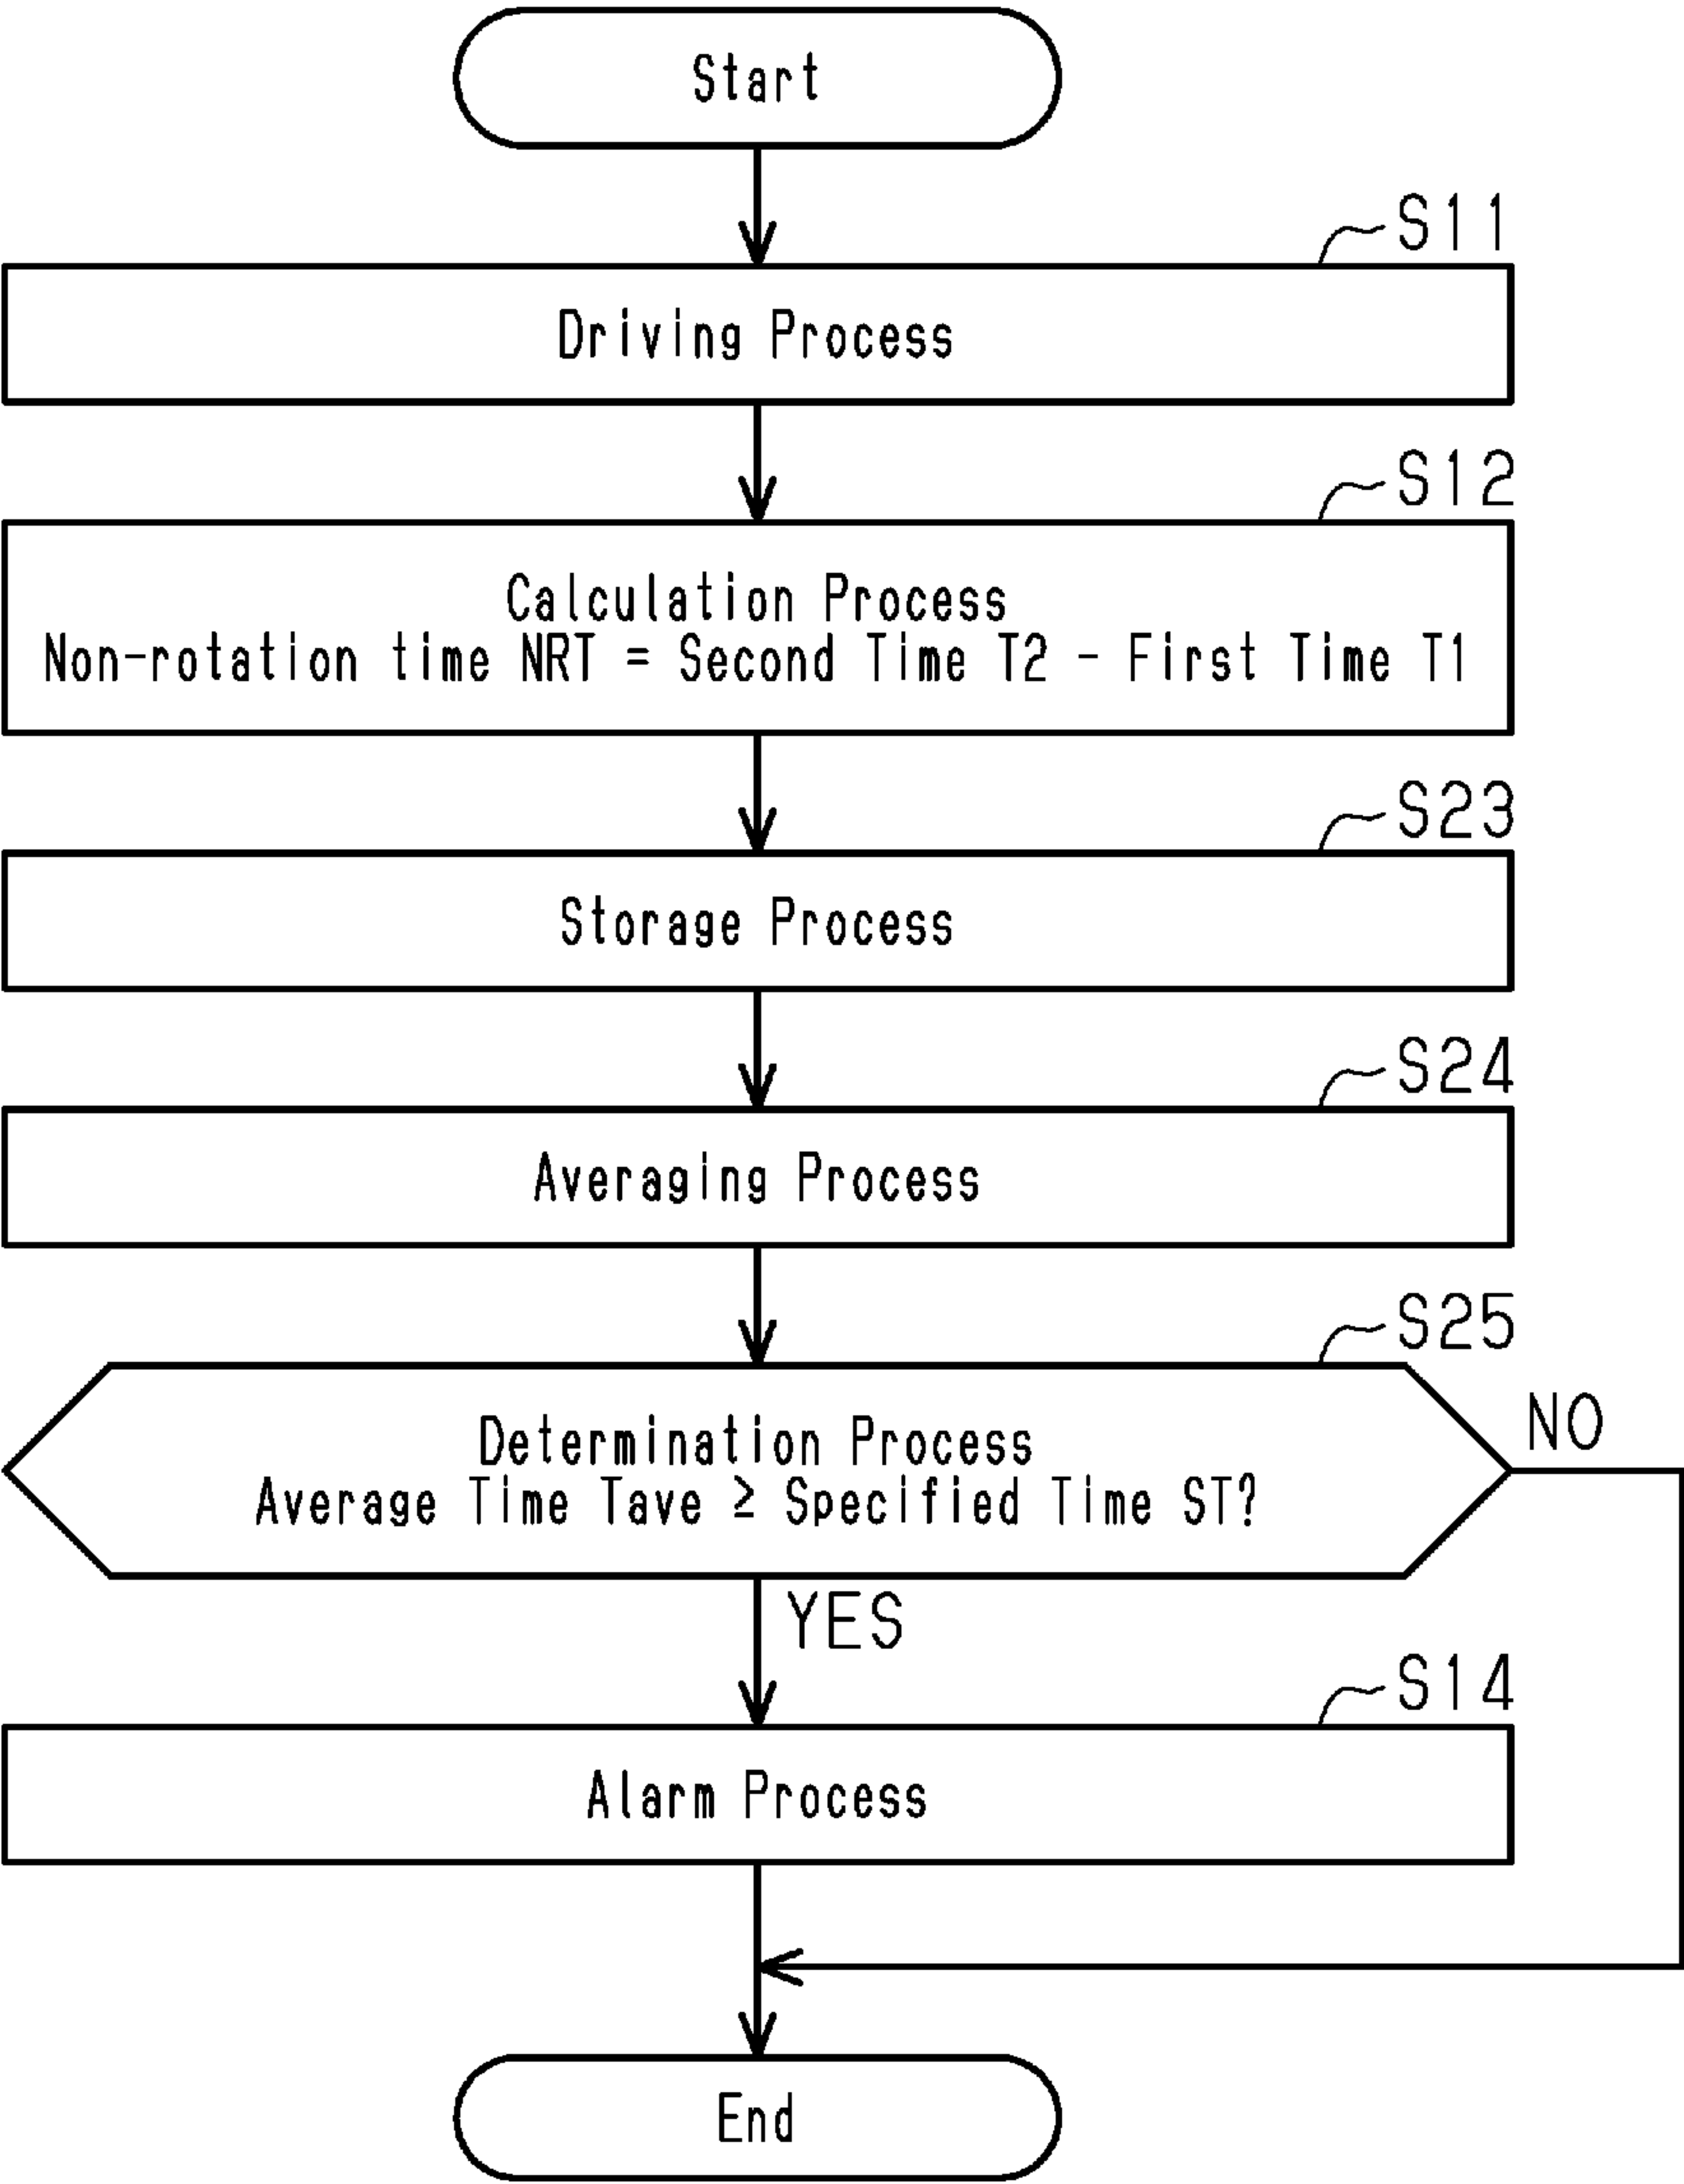 Start
S11
Driving Process
S12
Calculation Process
Non-rotation time NRT = Second Time T2 - First Time T1
S23
Storage Process
S24
Averaging Process
S25
Determination Process
Average Time Tave ≥ Specified Time ST?
NO
YES
S14
Alarm Process
End